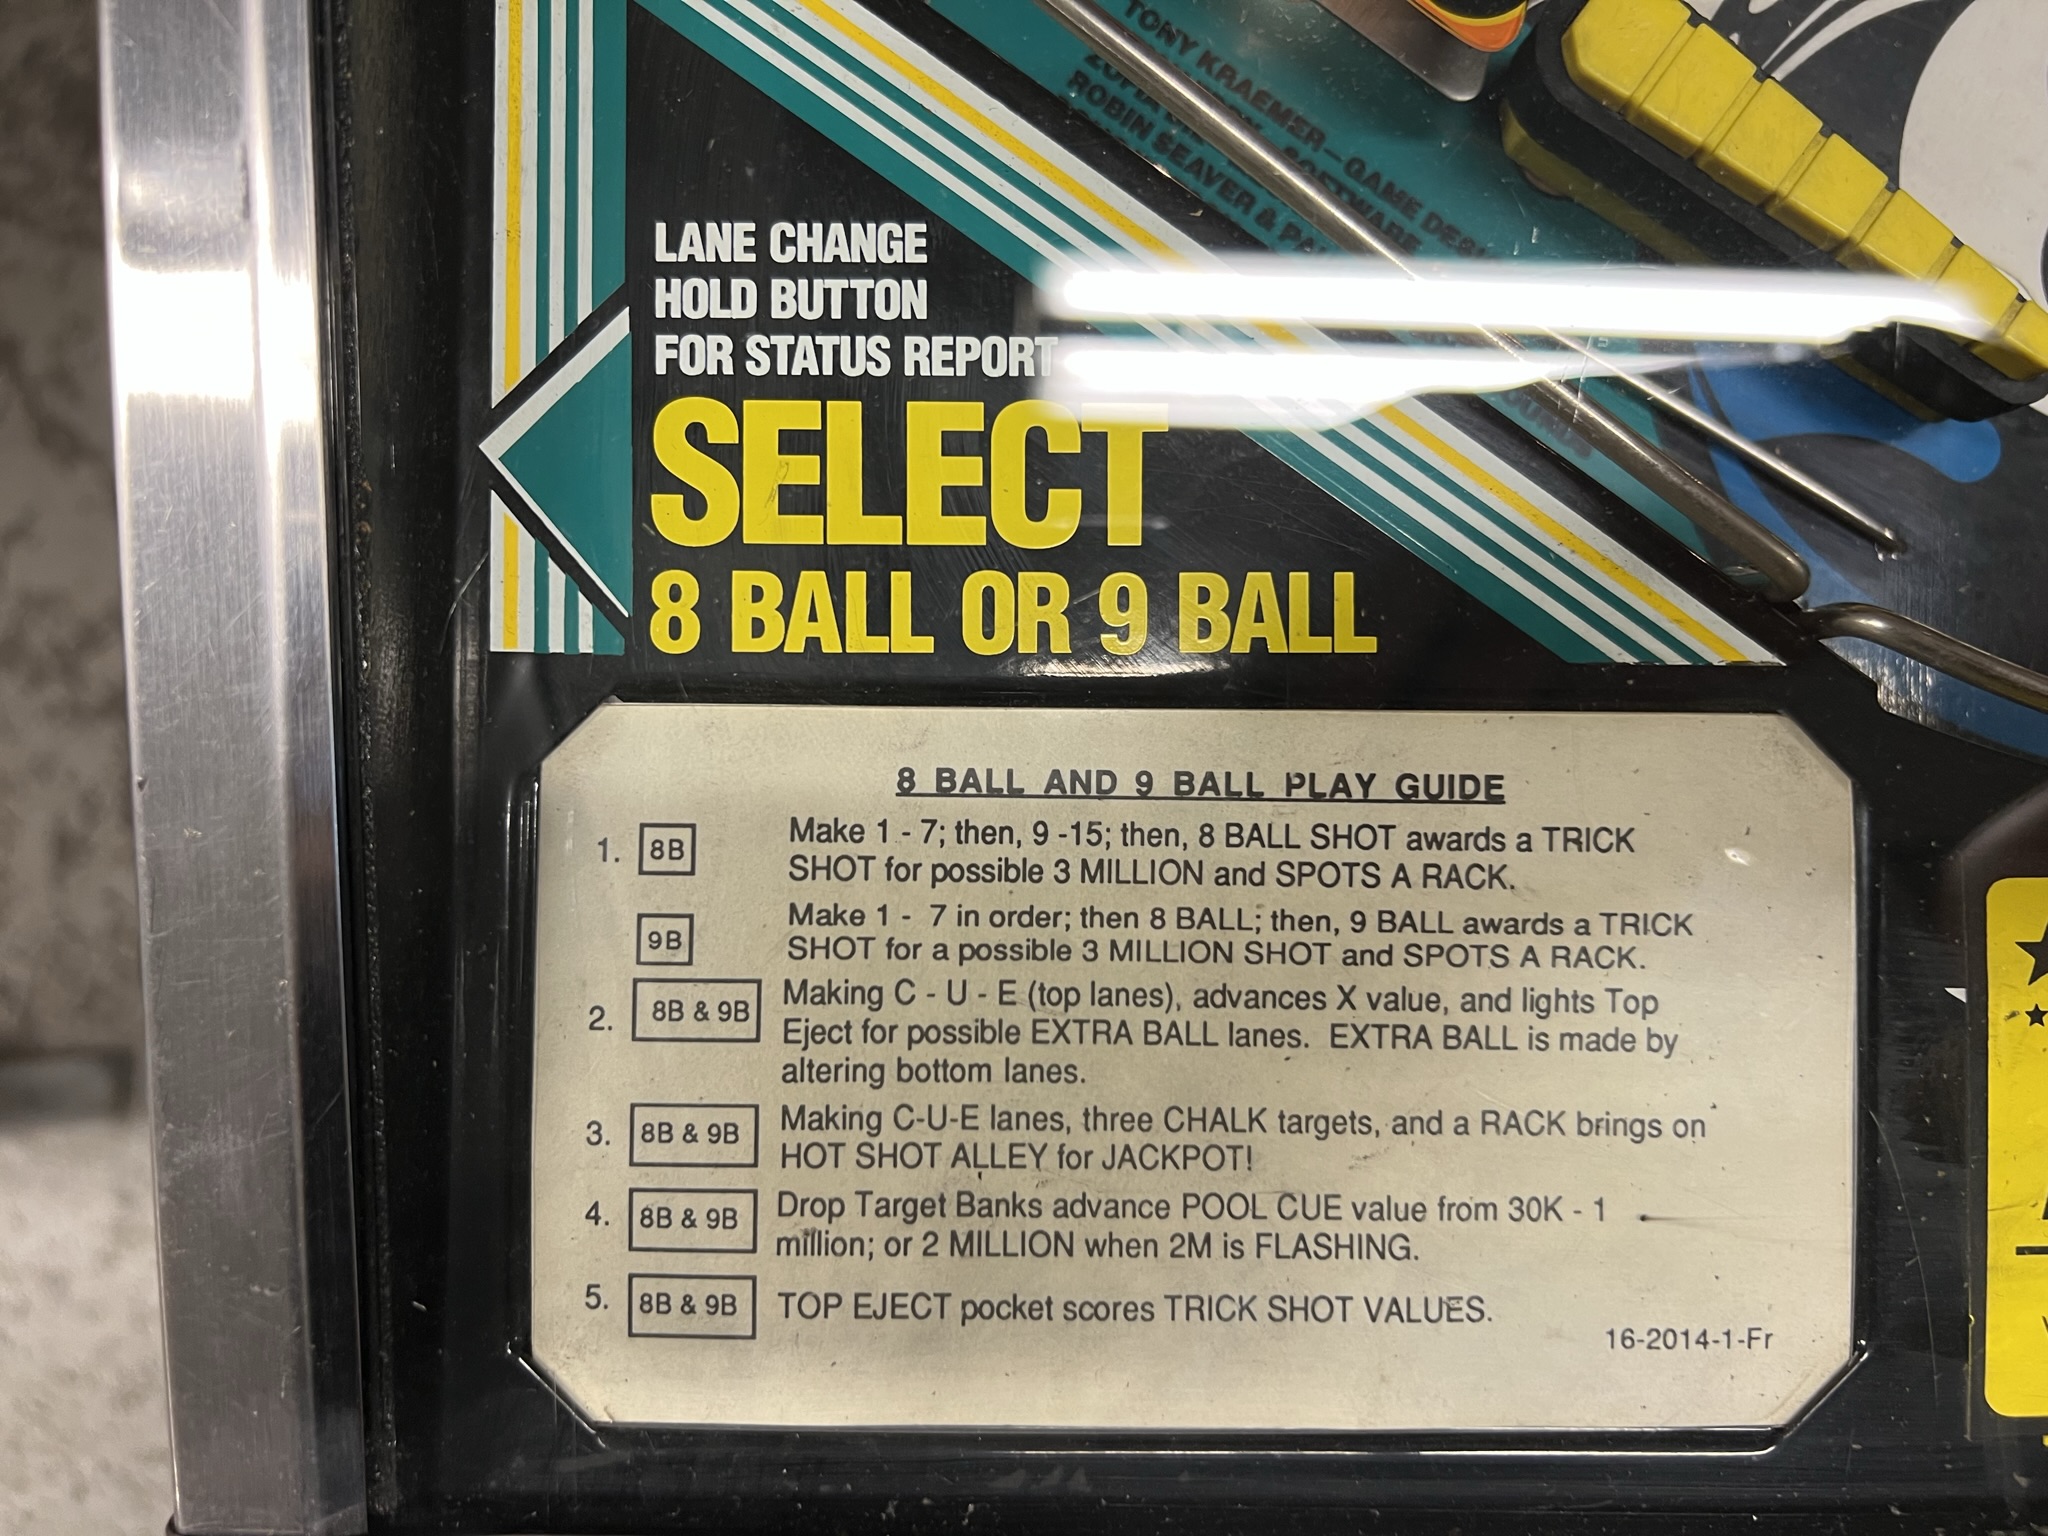 TONY KRAEMER—GAME DESIGN
SOFTWARE
ROBIN SEAVER &
LANE CHANGE
HOLD BUTTON
FOR STATUS REPORT
SELECT
8 BALL OR 9 BALL
8 BALL AND 9 BALL PLAY GUIDE
1. 8B Make 1 - 7; then, 9 -15; then, 8 BALL SHOT awards a TRICK
SHOT for possible 3 MILLION and SPOTS A RACK.
9B Make 1 - 7 in order; then 8 BALL; then, 9 BALL awards a TRICK
SHOT for a possible 3 MILLION SHOT and SPOTS A RACK.
2. 8B & 9B Making C - U - E (top lanes), advances X value, and lights Top
Eject for possible EXTRA BALL lanes. EXTRA BALL is made by
altering bottom lanes.
3. 8B & 9B Making C-U-E lanes, three CHALK targets, and a RACK brings on
HOT SHOT ALLEY for JACKPOT!
4. 8B & 9B Drop Target Banks advance POOL CUE value from 30K - 1
million; or 2 MILLION when 2M is FLASHING.
5. 8B & 9B TOP EJECT pocket scores TRICK SHOT VALUES.
16-2014-1-Fr